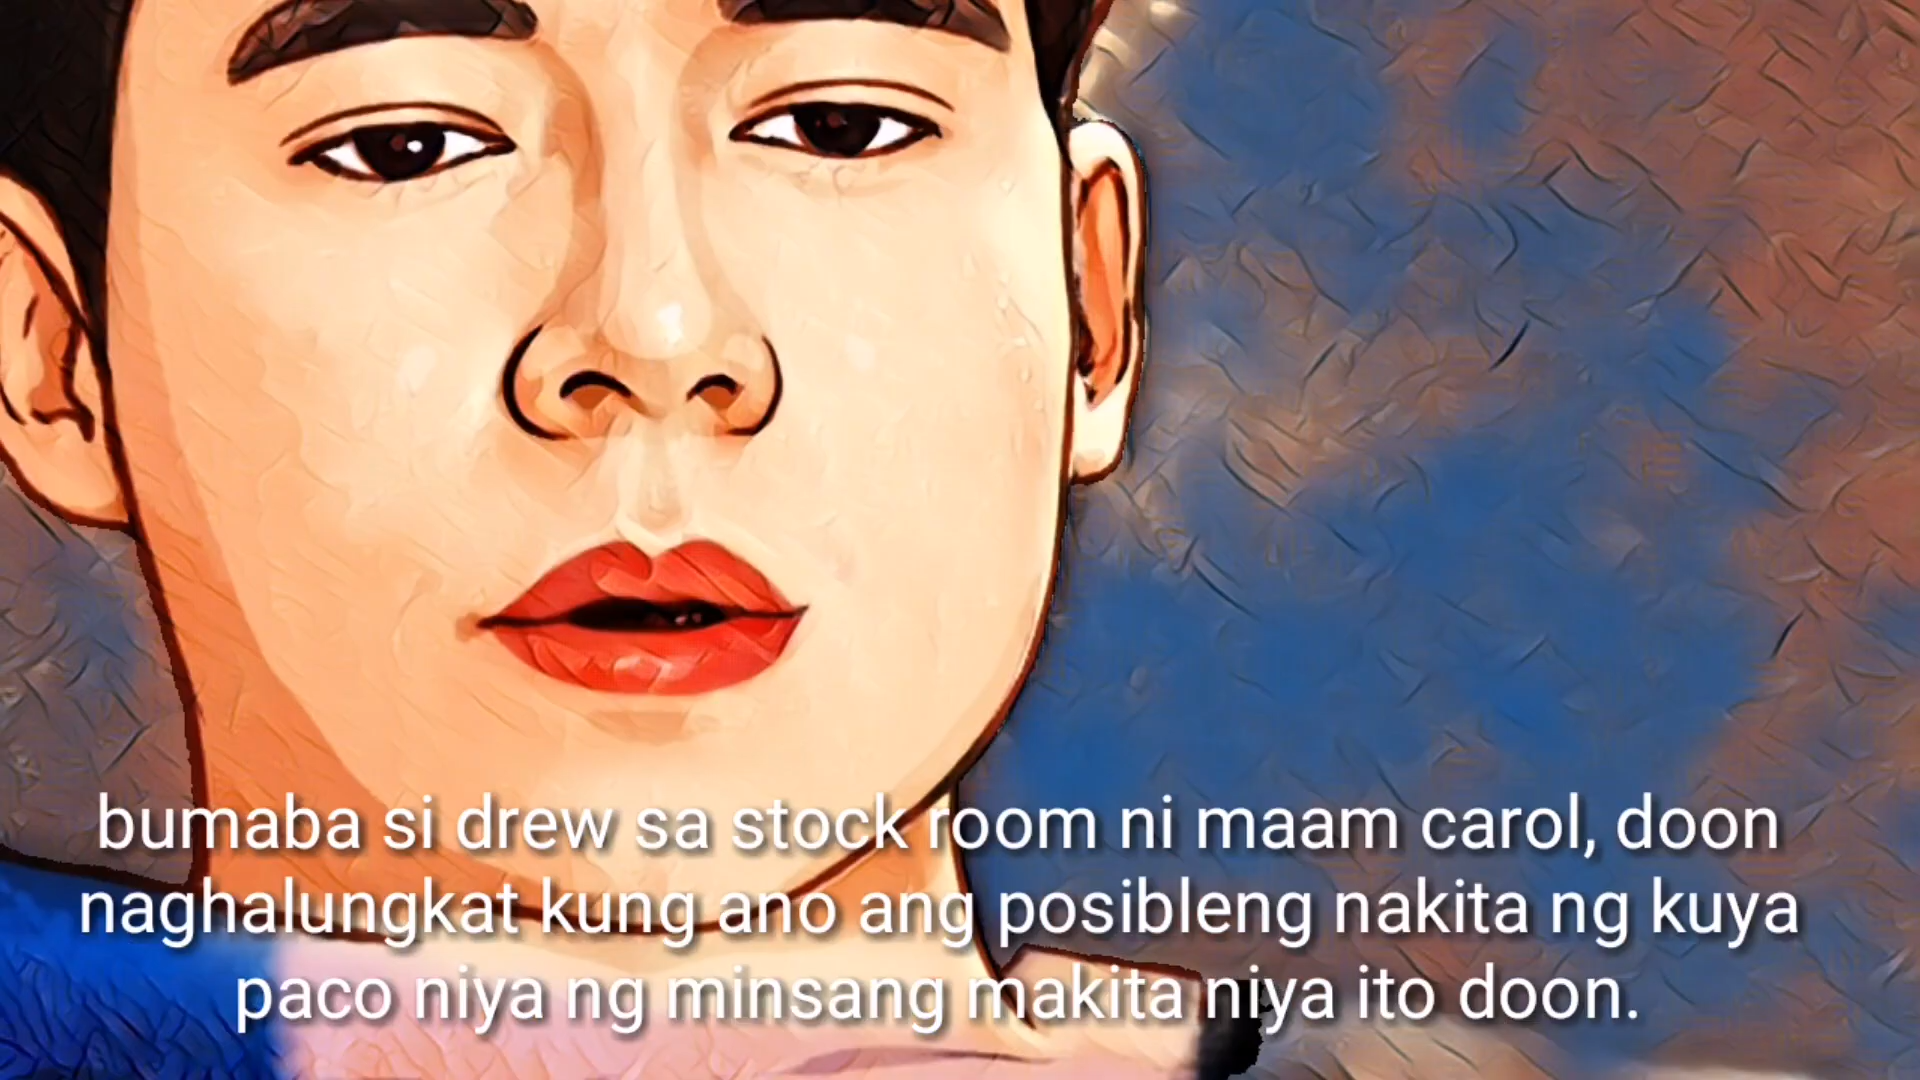 bumaba si drew sa stock room ni maam carol, doon
naghalungkat kung ano ang posibleng nakita ng kuya
paco niya ng minsang makita niya ito doon.